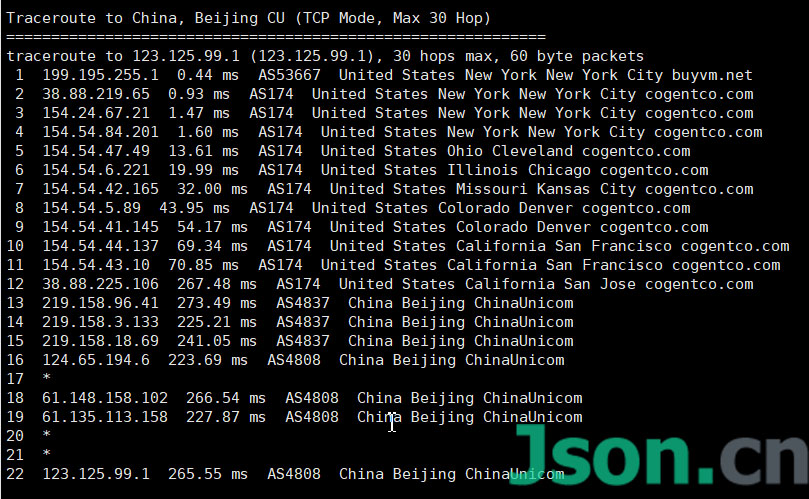 Traceroute to China, Beijing CU (TCP Mode, Max 30 Hop)
============================================================
traceroute to 123.125.99.1 (123.125.99.1), 30 hops max, 60 byte packets
1  199.195.255.1  0.44 ms  AS53667  United States New York New York City buyvm.net
2  38.88.219.65  0.93 ms  AS174  United States New York New York City cogentco.com
3  154.24.67.21  1.47 ms  AS174  United States New York New York City cogentco.com
4  154.54.84.201  1.60 ms  AS174  United States New York New York City cogentco.com
5  154.54.47.49  13.61 ms  AS174  United States Ohio Cleveland cogentco.com
6  154.54.6.221  19.99 ms  AS174  United States Illinois Chicago cogentco.com
7  154.54.42.165  32.00 ms  AS174  United States Missouri Kansas City cogentco.com
8  154.54.5.89  43.95 ms  AS174  United States Colorado Denver cogentco.com
9  154.54.41.145  54.17 ms  AS174  United States Colorado Denver cogentco.com
10  154.54.44.137  69.34 ms  AS174  United States California San Francisco cogentco.com
11  154.54.43.10  70.85 ms  AS174  United States California San Francisco cogentco.com
12  38.88.225.106  267.48 ms  AS174  United States California San Jose cogentco.com
13  219.158.96.41  273.49 ms  AS4837  China Beijing ChinaUnicom
14  219.158.3.133  225.21 ms  AS4837  China Beijing ChinaUnicom
15  219.158.18.69  241.05 ms  AS4837  China Beijing ChinaUnicom
16  124.65.194.6  223.69 ms  AS4808  China Beijing ChinaUnicom
17  *
18  61.148.158.102  266.54 ms  AS4808  China Beijing ChinaUnicom
19  61.135.113.158  227.87 ms  AS4808  China Beijing ChinaUnicom
20  *
21  *
22  123.125.99.1  265.55 ms  AS4808  China Beijing ChinaUnicom
Json.cn